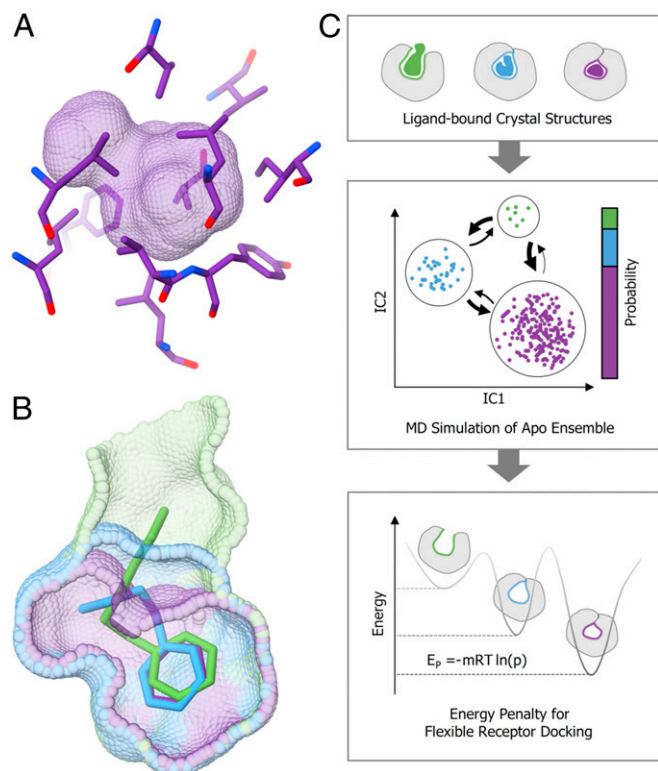 A
B
C
Ligand-bound Crystal Structures
IC2
Probability
IC1
MD Simulation of Apo Ensemble
Energy
E_P =-mRT ln(p)
Energy Penalty for
Flexible Receptor Docking